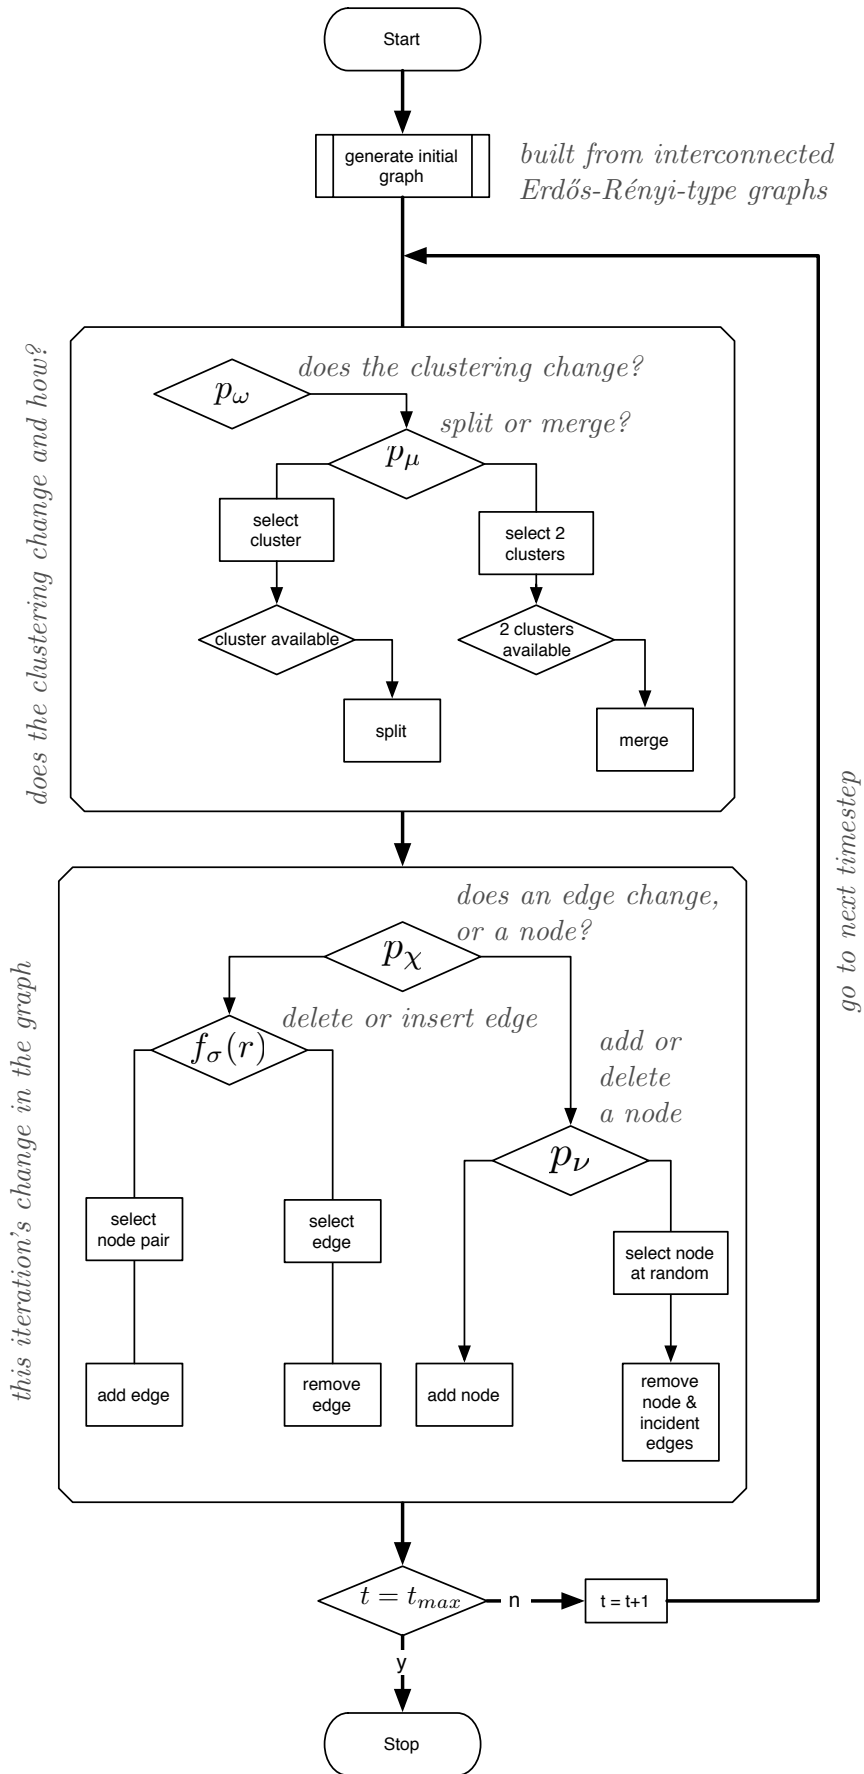 Start
generate initial
graph
built from interconnected
Erdős-Rényi-type graphs
does the clustering change and how?
does the clustering change?
p_ω
split or merge?
p_μ
select
cluster
select 2
clusters
cluster available
2 clusters
available
split
merge
go to next timestep
this iteration's change in the graph
does an edge change,
or a node?
p_χ
delete or insert edge
f_σ(r)
add or
delete
a node
p_ν
select
node pair
select
edge
select node
at random
add edge
remove
edge
add node
remove
node &
incident
edges
t = t_max
n
t = t+1
y
Stop